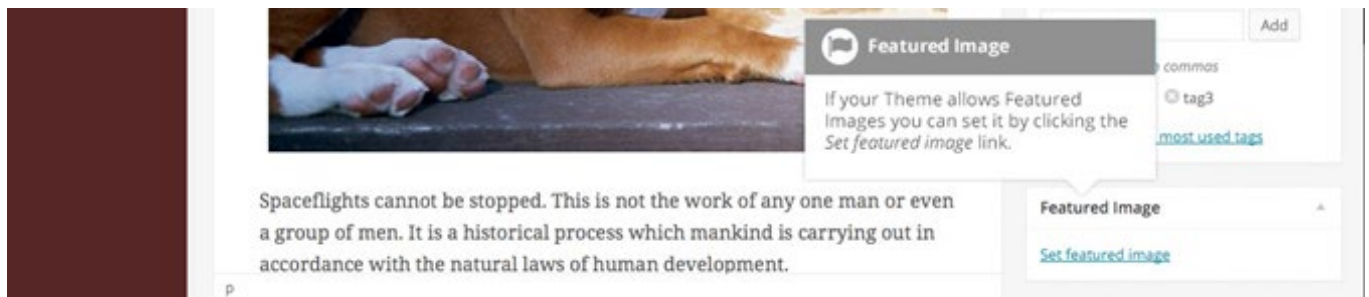 Add
Featured Image
commas
If your Theme allows Featured
Images you can set it by clicking the
Set featured image link.
tag3
most used tags
Spaceflights cannot be stopped. This is not the work of any one man or even
a group of men. It is a historical process which mankind is carrying out in
accordance with the natural laws of human development.
p
Featured Image
Set featured image